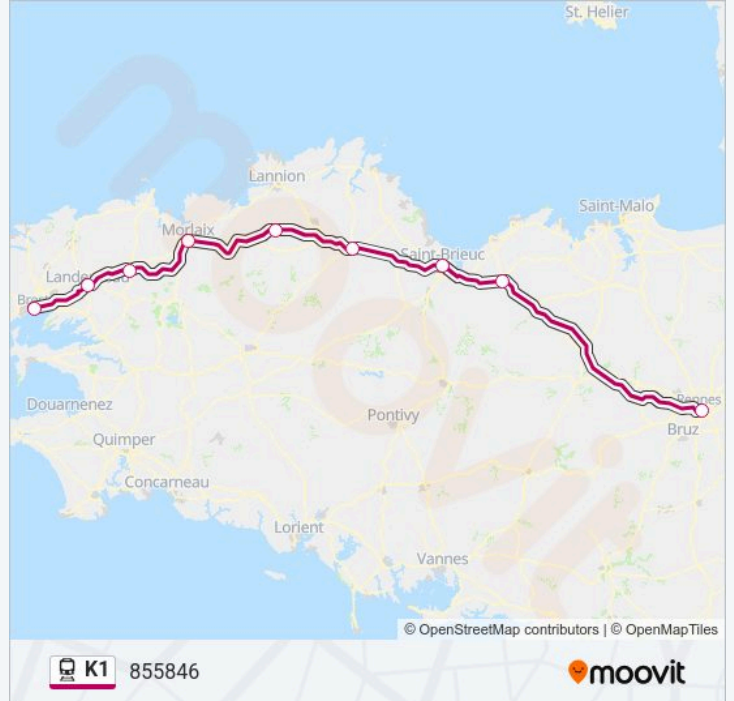 St. Helier
Lannion
Saint-Malo
Morlaix
Saint-Brieuc
Rennes
Douarnenez
Pontivy
Bruz
Quimper
Concarneau
Lorient
Vannes
© OpenStreetMap contributors | © OpenMapTiles
K1 855846
moovit